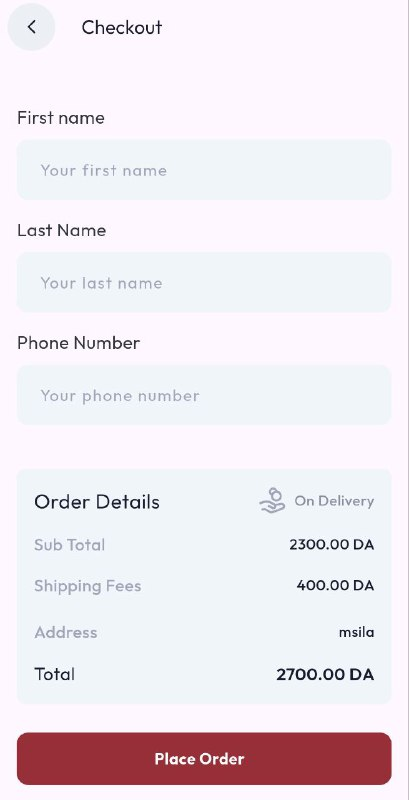 Checkout
First name
Your first name
Last Name
Your last name
Phone Number
Your phone number
Order Details On Delivery
Sub Total 2300.00 DA
Shipping Fees 400.00 DA
Address msila
Total 2700.00 DA
Place Order